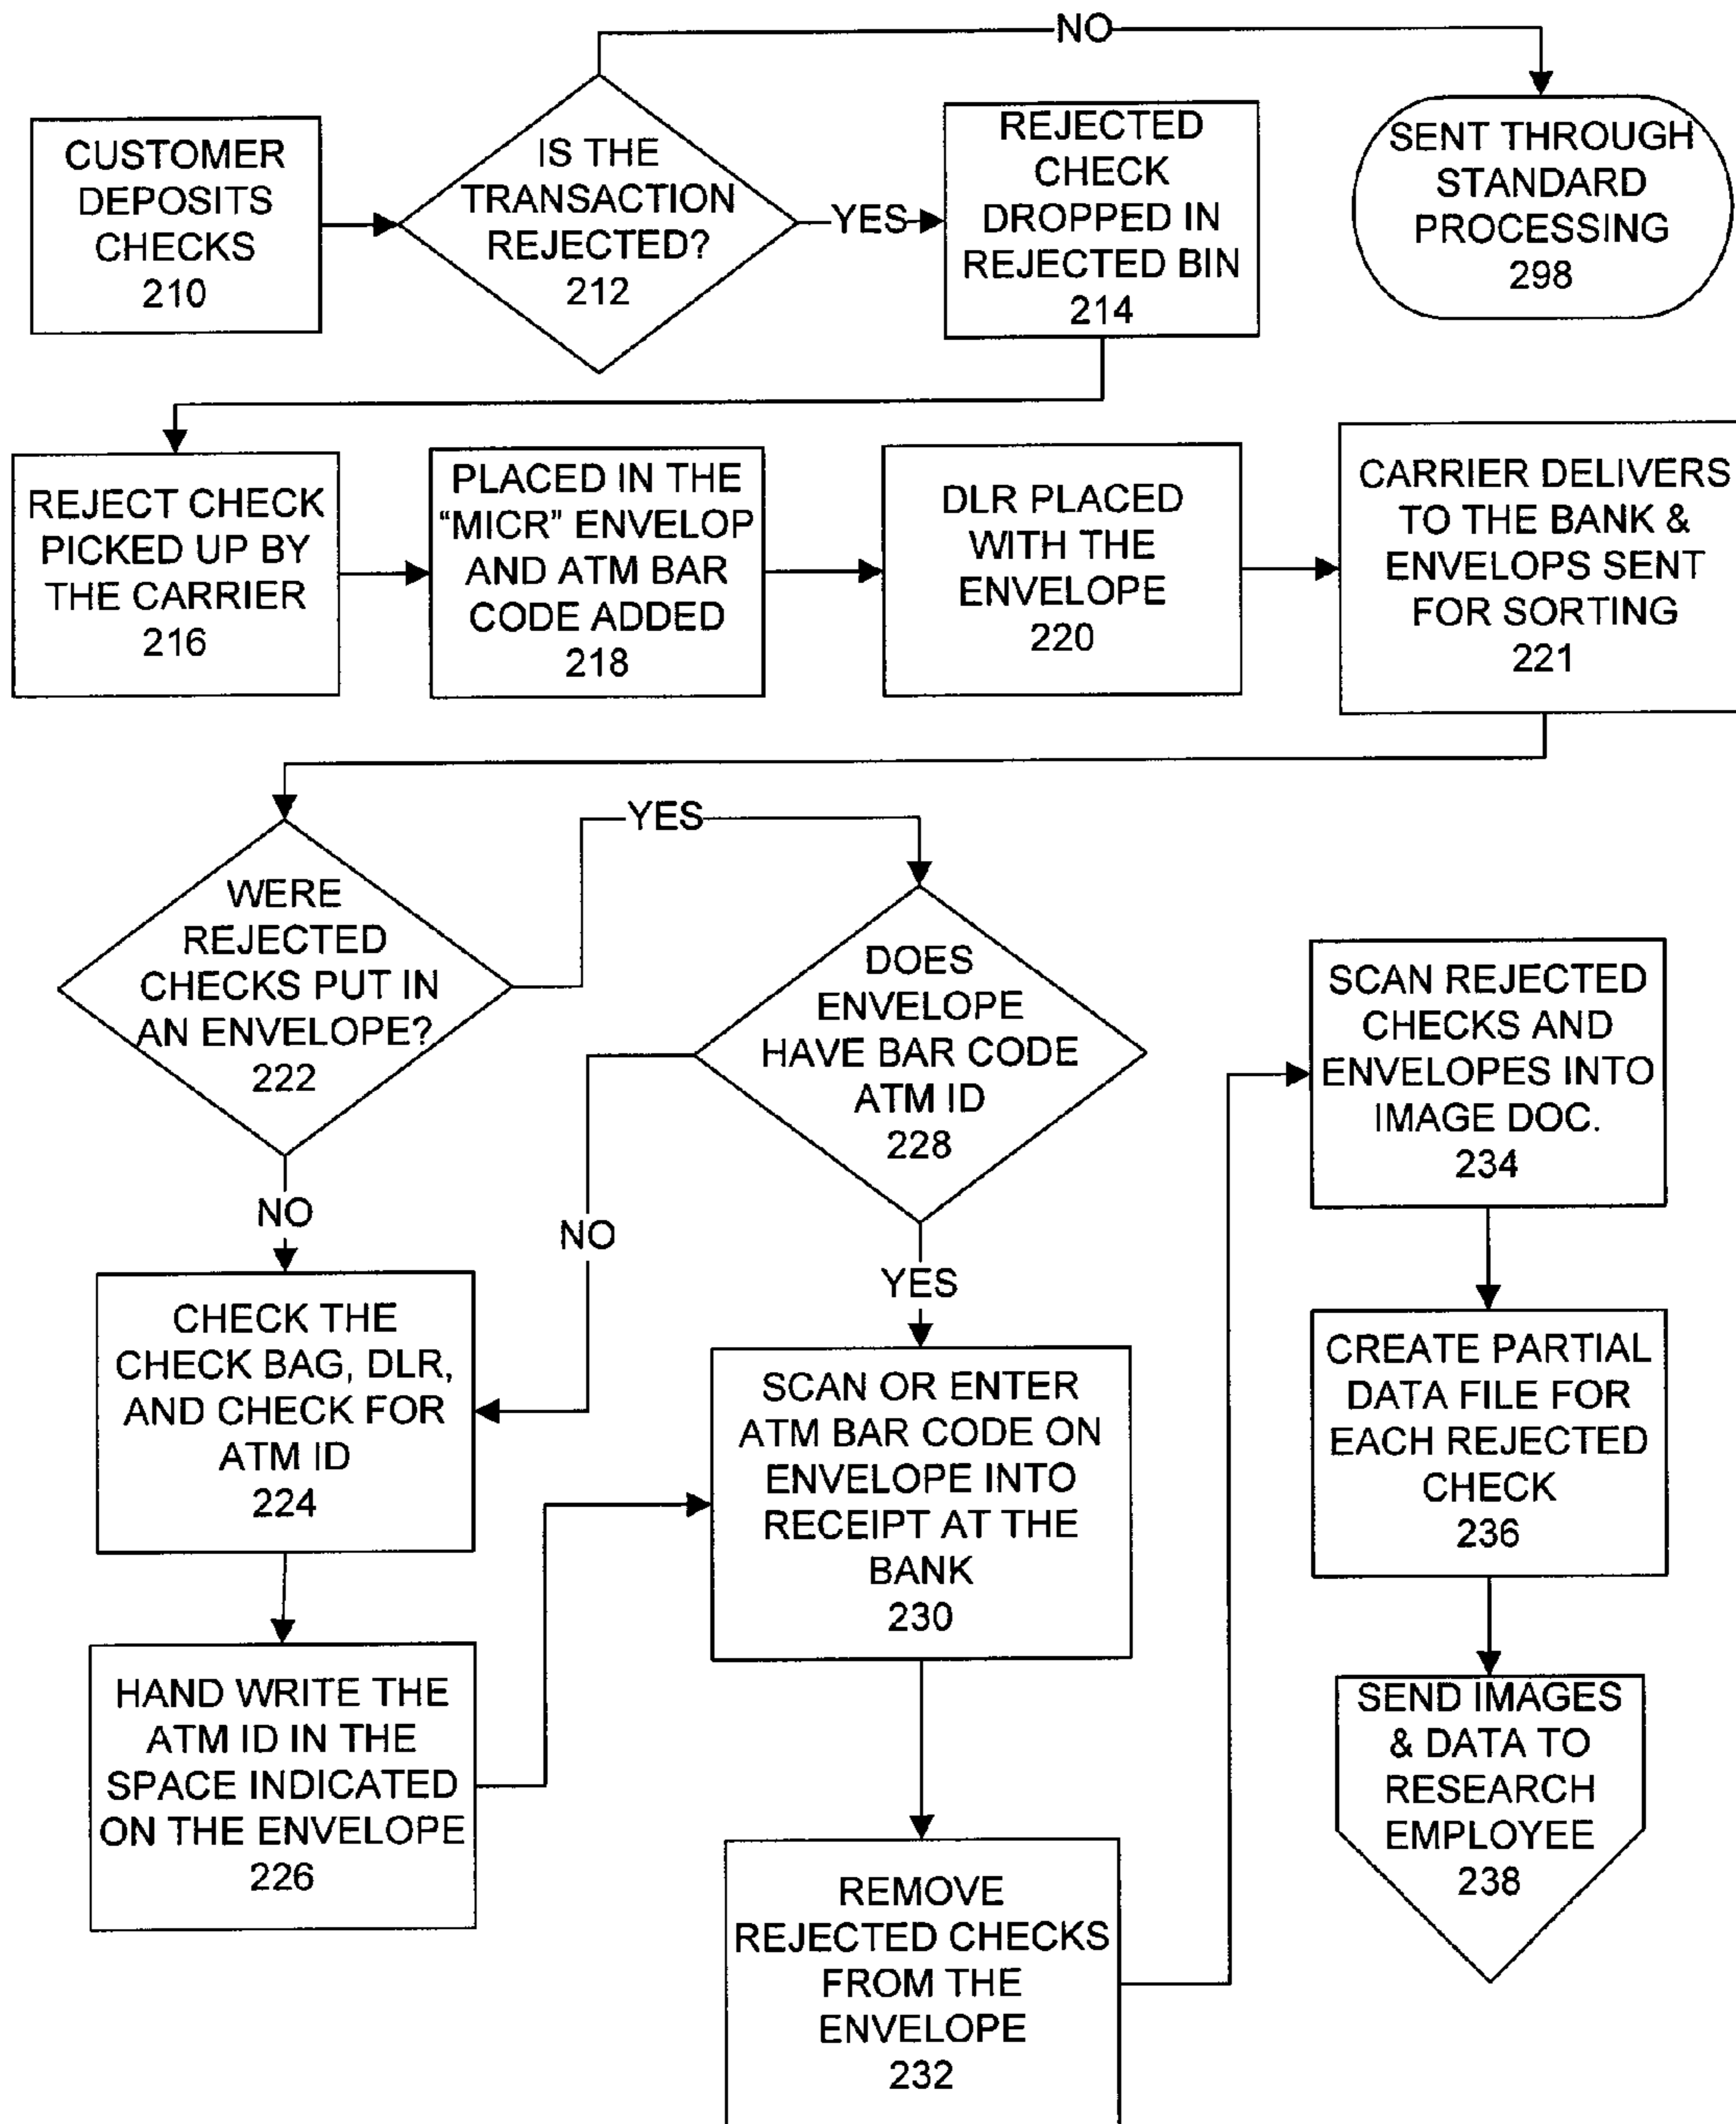 NO
CUSTOMER
DEPOSITS
CHECKS
210
IS THE
TRANSACTION
REJECTED?
212
YES
REJECTED
CHECK
DROPPED IN
REJECTED BIN
214
SENT THROUGH
STANDARD
PROCESSING
298
REJECT CHECK
PICKED UP BY
THE CARRIER
216
PLACED IN THE
“MICR” ENVELOP
AND ATM BAR
CODE ADDED
218
DLR PLACED
WITH THE
ENVELOPE
220
CARRIER DELIVERS
TO THE BANK &
ENVELOPS SENT
FOR SORTING
221
WERE
REJECTED
CHECKS PUT IN
AN ENVELOPE?
222
YES
NO
DOES
ENVELOPE
HAVE BAR CODE
ATM ID
228
NO
YES
CHECK THE
CHECK BAG, DLR,
AND CHECK FOR
ATM ID
224
HAND WRITE THE
ATM ID IN THE
SPACE INDICATED
ON THE ENVELOPE
226
SCAN OR ENTER
ATM BAR CODE ON
ENVELOPE INTO
RECEIPT AT THE
BANK
230
REMOVE
REJECTED CHECKS
FROM THE
ENVELOPE
232
SCAN REJECTED
CHECKS AND
ENVELOPES INTO
IMAGE DOC.
234
CREATE PARTIAL
DATA FILE FOR
EACH REJECTED
CHECK
236
SEND IMAGES
& DATA TO
RESEARCH
EMPLOYEE
238